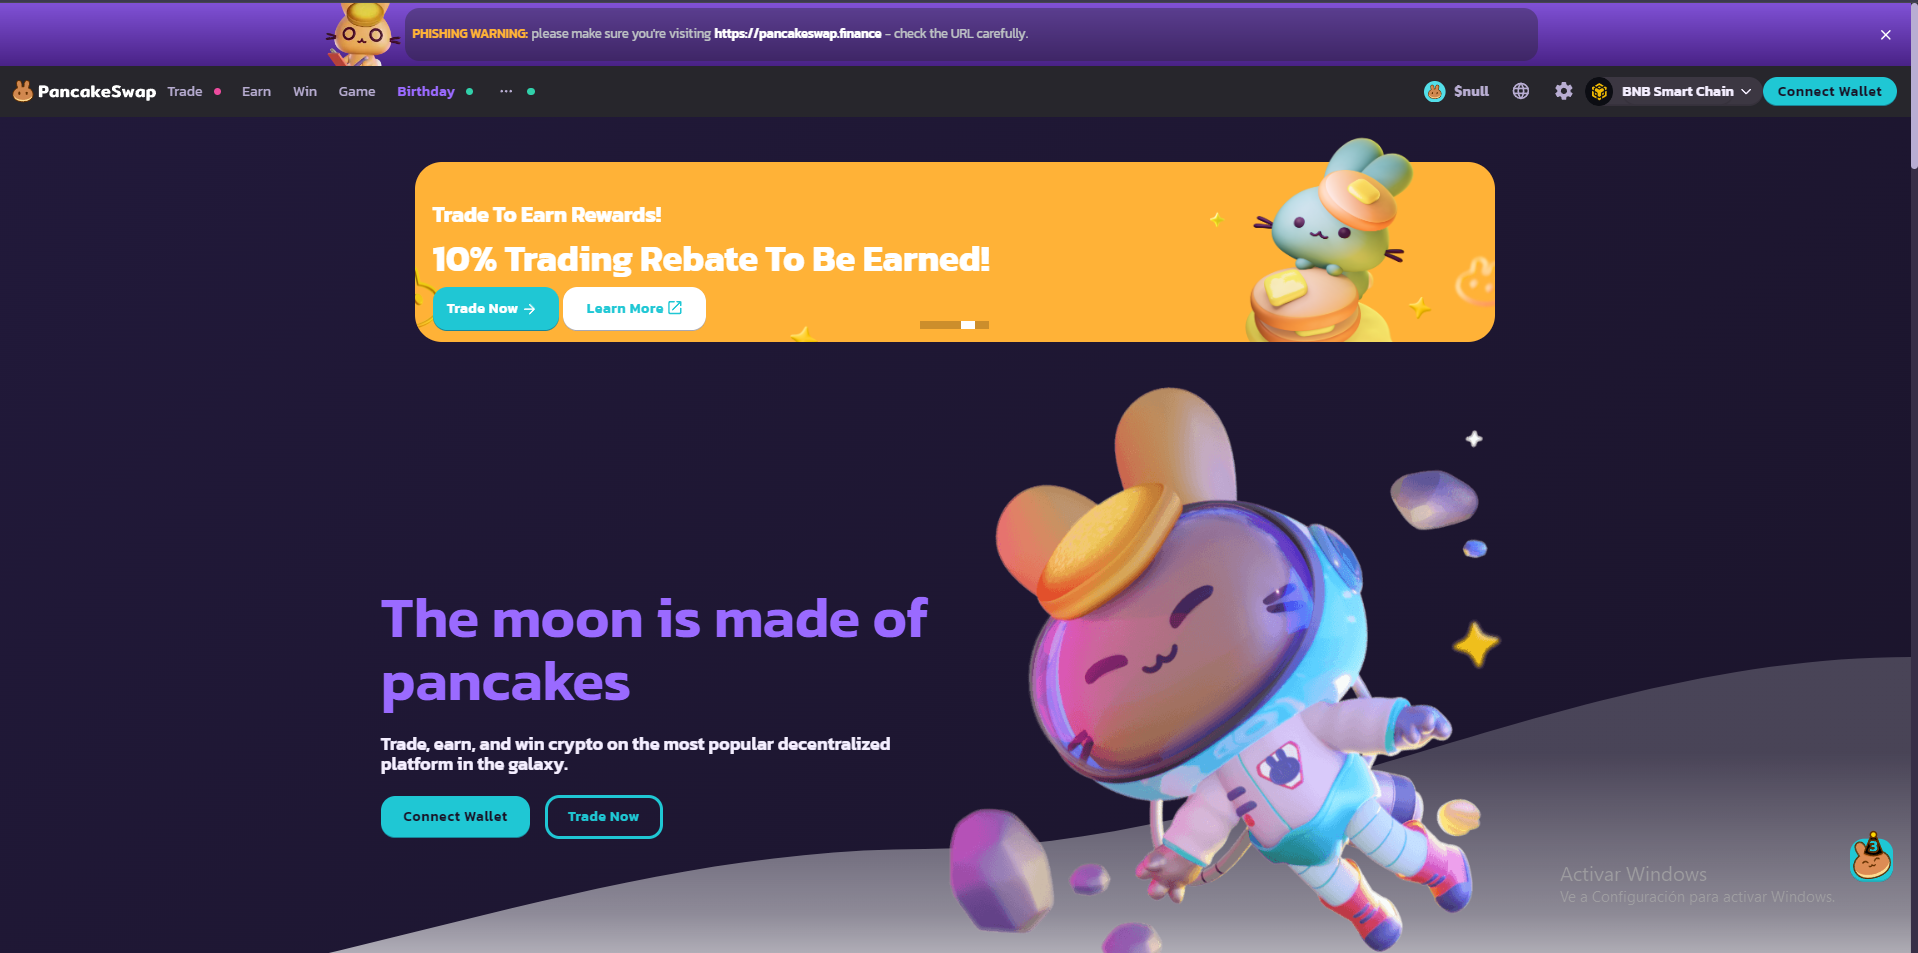 PHISHING WARNING: please make sure you're visiting https://pancakeswap.finance - check the URL carefully.
PancakeSwap Trade Earn Win Game Birthday ··· $null BNB Smart Chain Connect Wallet
Trade To Earn Rewards!
10% Trading Rebate To Be Earned!
Trade Now Learn More
The moon is made of
pancakes
Trade, earn, and win crypto on the most popular decentralized
platform in the galaxy.
Connect Wallet Trade Now
3
Activar Windows
Ve a Configuración para activar Windows.